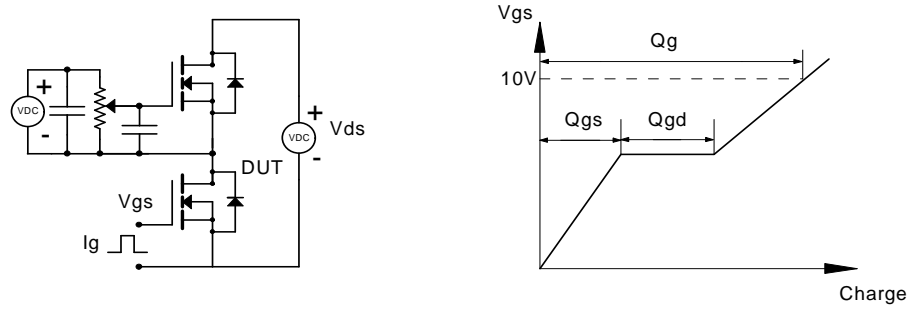 +
VDC
-
+
VDC
-
Vds
DUT
Vgs
Ig
Vgs
Qg
10V
Qgs
Qgd
Charge